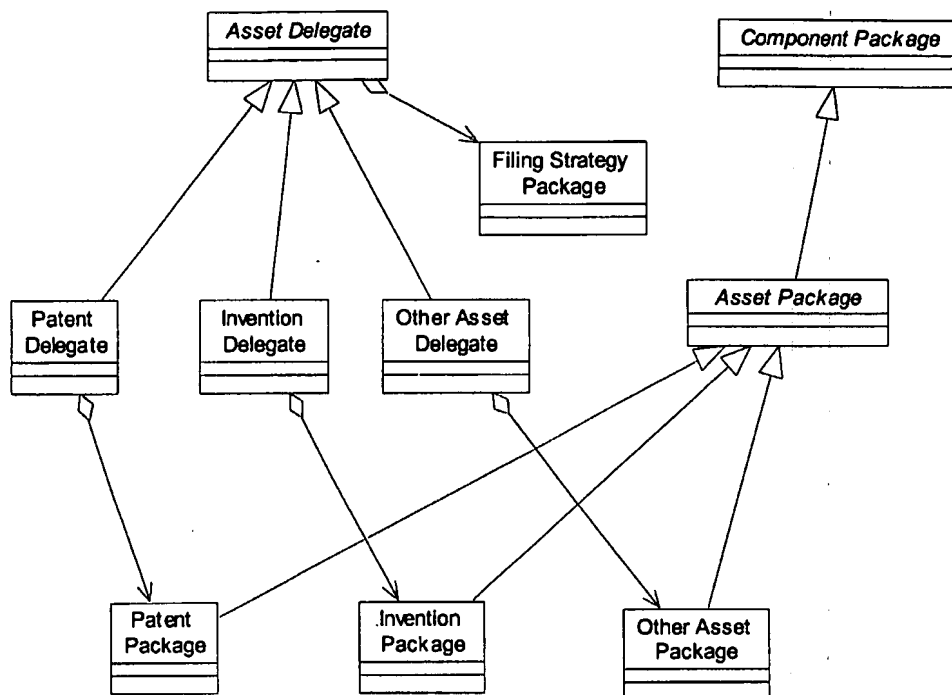 Asset Delegate
Component Package
Filing Strategy
Package
Asset Package
Patent
Delegate
Invention
Delegate
Other Asset
Delegate
Patent
Package
Invention
Package
Other Asset
Package